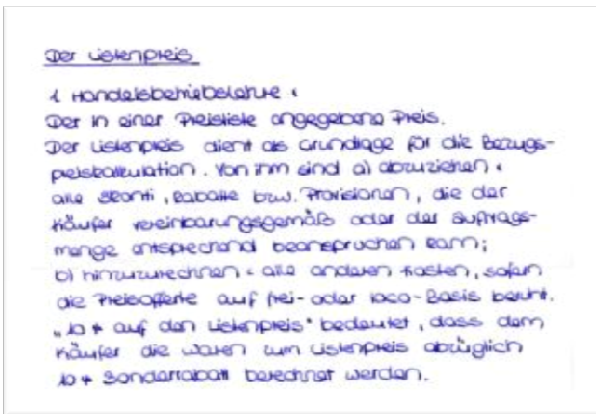 Der Listenpreis
1 Handelsbetriebslehre :
Der in einer Preisliste angegebene Preis.
Der Listenpreis dient als Grundlage für die Bezugs-
preiskalkulation. Von ihm sind a) abzuziehen :
alle Skonti, Rabatte bzw. Provisionen, die der
Käufer vereinbarungsgemäß oder der Auftrags-
menge entsprechend beanspruchen kann;
b) hinzuzurechnen : alle anderen Kosten, sofern
die Preisofferte auf frei- oder loco-Basis beruht.
„10 % auf den Listenpreis" bedeutet, dass dem
Käufer die Waren zum Listenpreis abzüglich
10 % Sonderrabatt berechnet werden.